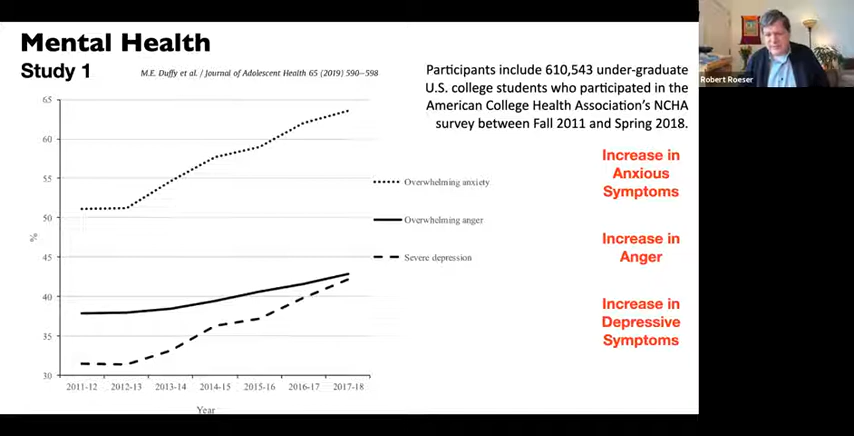 Mental Health
Study 1
M.E. Duffy et al. / Journal of Adolescent Health 65 (2019) 590–598
Participants include 610,543 under-graduate
U.S. college students who participated in the
American College Health Association's NCHA
survey between Fall 2011 and Spring 2018.
Robert Roeser
65
60
55
50
45
40
35
30
%
Overwhelming anxiety
Overwhelming anger
Severe depression
2011-12 2012-13 2013-14 2014-15 2015-16 2016-17 2017-18
Year
Increase in
Anxious
Symptoms
Increase in
Anger
Increase in
Depressive
Symptoms